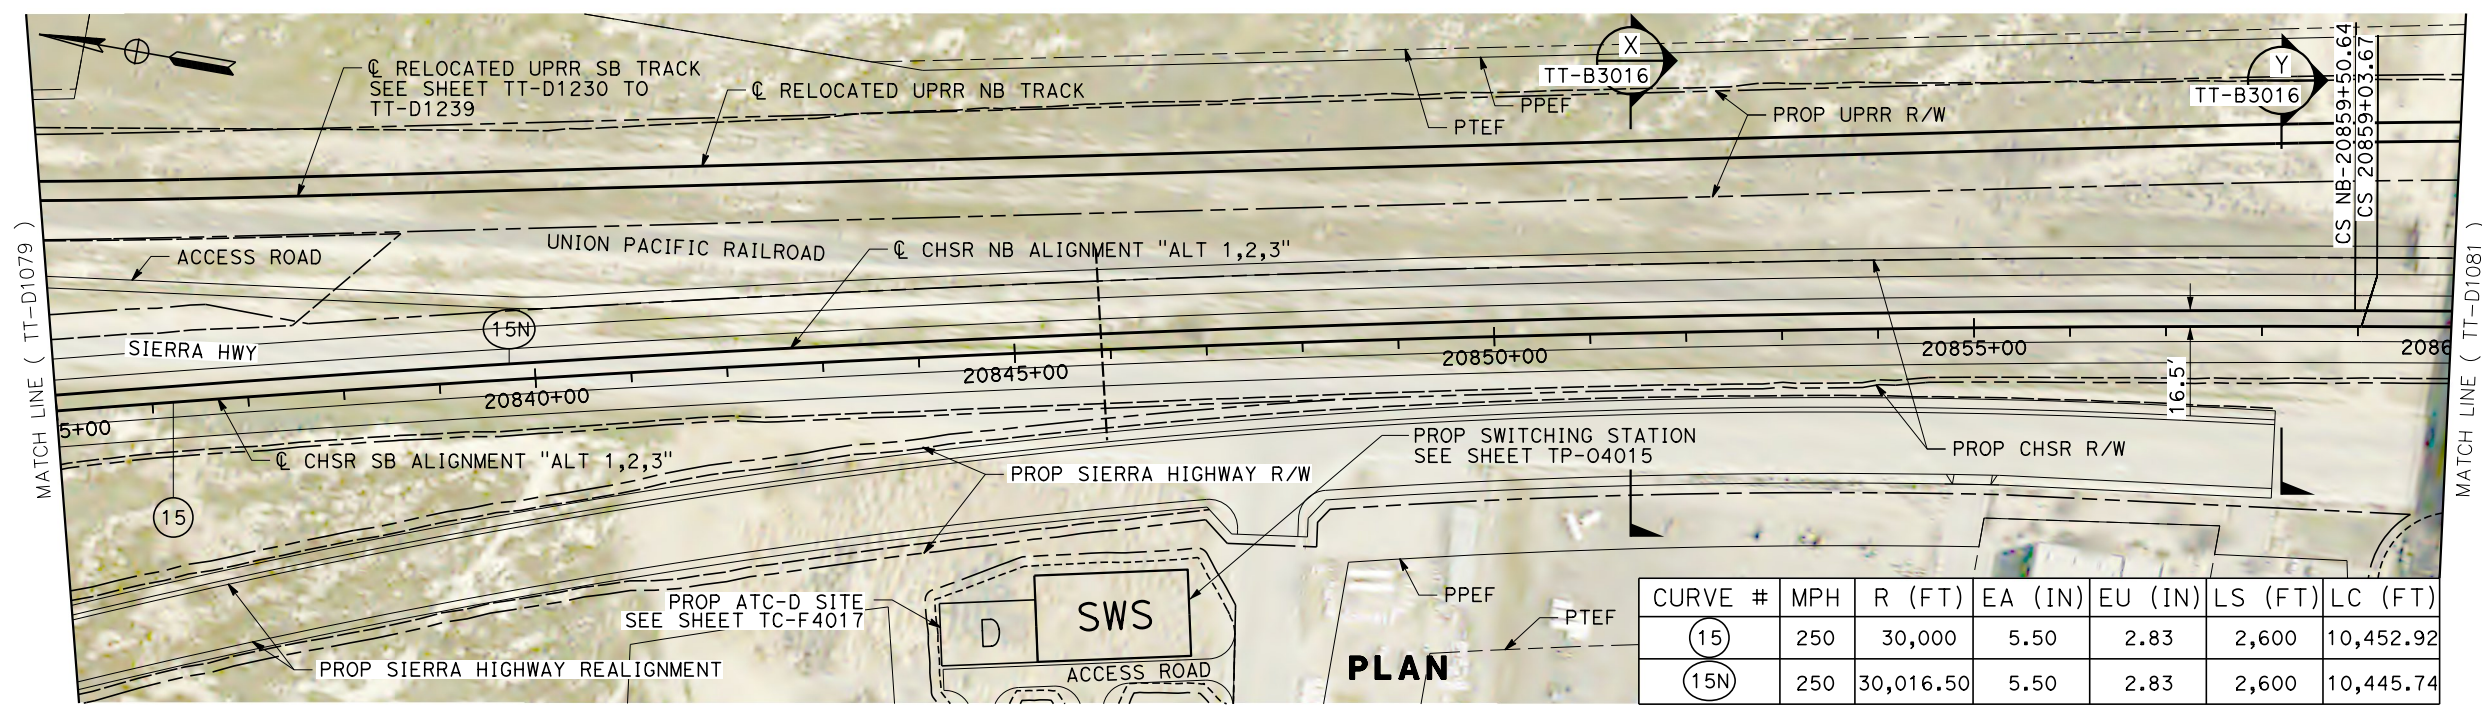 ℄ RELOCATED UPRR SB TRACK
SEE SHEET TT-D1230 TO
TT-D1239
℄ RELOCATED UPRR NB TRACK
X
TT-B3016
PPEF
PTEF
PROP UPRR R/W
Y
TT-B3016
CS NB-20859+50.64
CS 20859+03.67
MATCH LINE ( TT-D1079 )
MATCH LINE ( TT-D1081 )
ACCESS ROAD
UNION PACIFIC RAILROAD
℄ CHSR NB ALIGNMENT "ALT 1,2,3"
15N
SIERRA HWY
5+00
20840+00
20845+00
20850+00
20855+00
2086
16.5'
℄ CHSR SB ALIGNMENT "ALT 1,2,3"
15
PROP SIERRA HIGHWAY R/W
PROP SWITCHING STATION
SEE SHEET TP-04015
PROP CHSR R/W
PROP ATC-D SITE
SEE SHEET TC-F4017
D
SWS
ACCESS ROAD
PPEF
PTEF
PROP SIERRA HIGHWAY REALIGNMENT
PLAN
CURVE # MPH R (FT) EA (IN) EU (IN) LS (FT) LC (FT)
15 250 30,000 5.50 2.83 2,600 10,452.92
15N 250 30,016.50 5.50 2.83 2,600 10,445.74